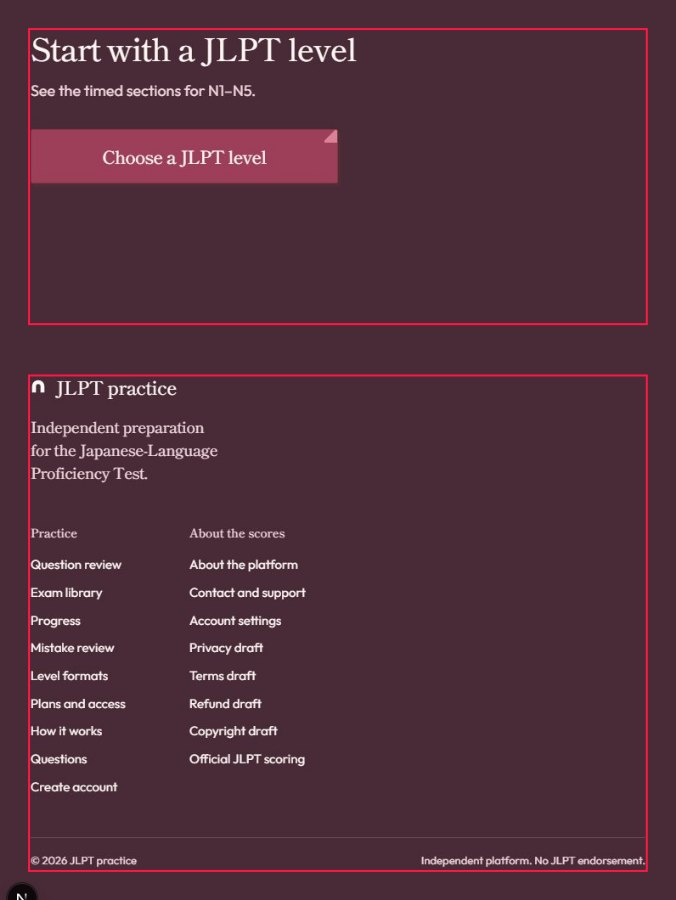 Start with a JLPT level
See the timed sections for N1–N5.
Choose a JLPT level
JLPT practice
Independent preparation
for the Japanese-Language
Proficiency Test.
Practice
Question review
Exam library
Progress
Mistake review
Level formats
Plans and access
How it works
Questions
Create account
About the scores
About the platform
Contact and support
Account settings
Privacy draft
Terms draft
Refund draft
Copyright draft
Official JLPT scoring
© 2026 JLPT practice
Independent platform. No JLPT endorsement.
N